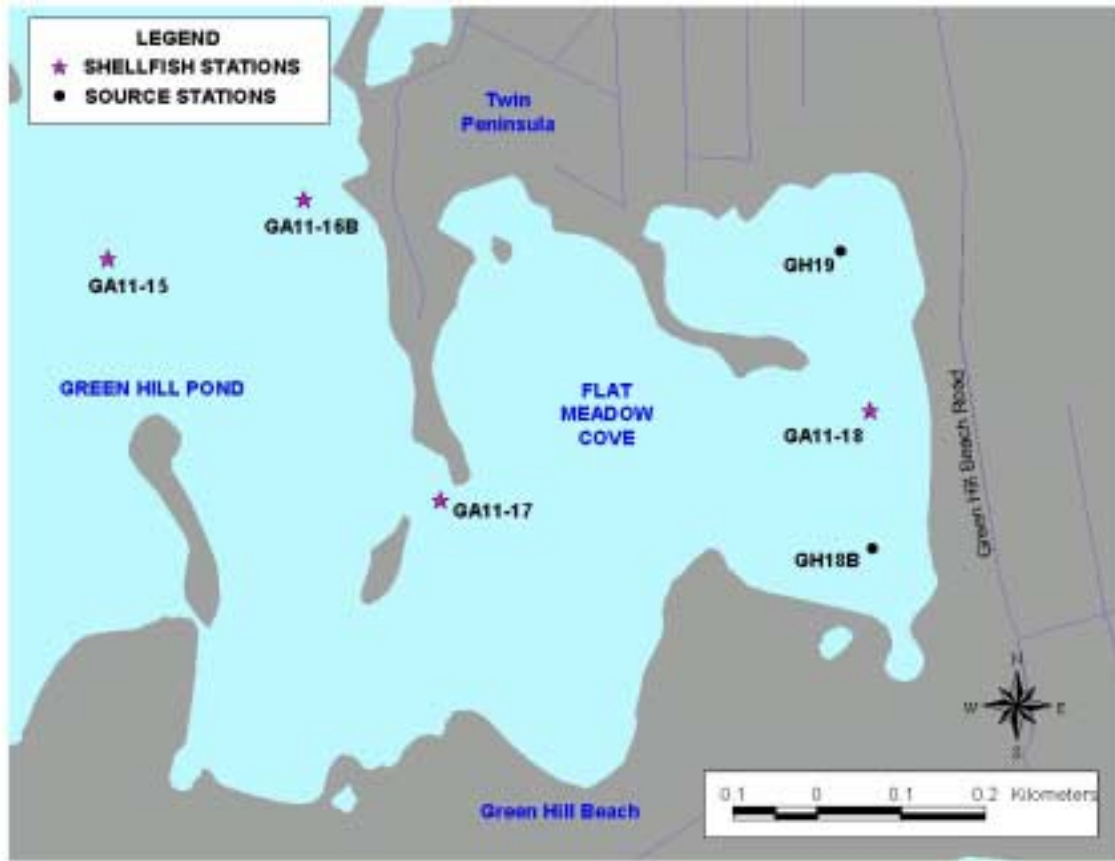 LEGEND
SHELLFISH STATIONS
SOURCE STATIONS
Twin
Peninsula
GA11-16B
GH19
GA11-15
GREEN HILL POND
FLAT
MEADOW
COVE
GA11-18
Green Hill Beach Road
GA11-17
GH18B
N
W E
S
0.1 0 0.1 0.2 Kilometers
Green Hill Beach